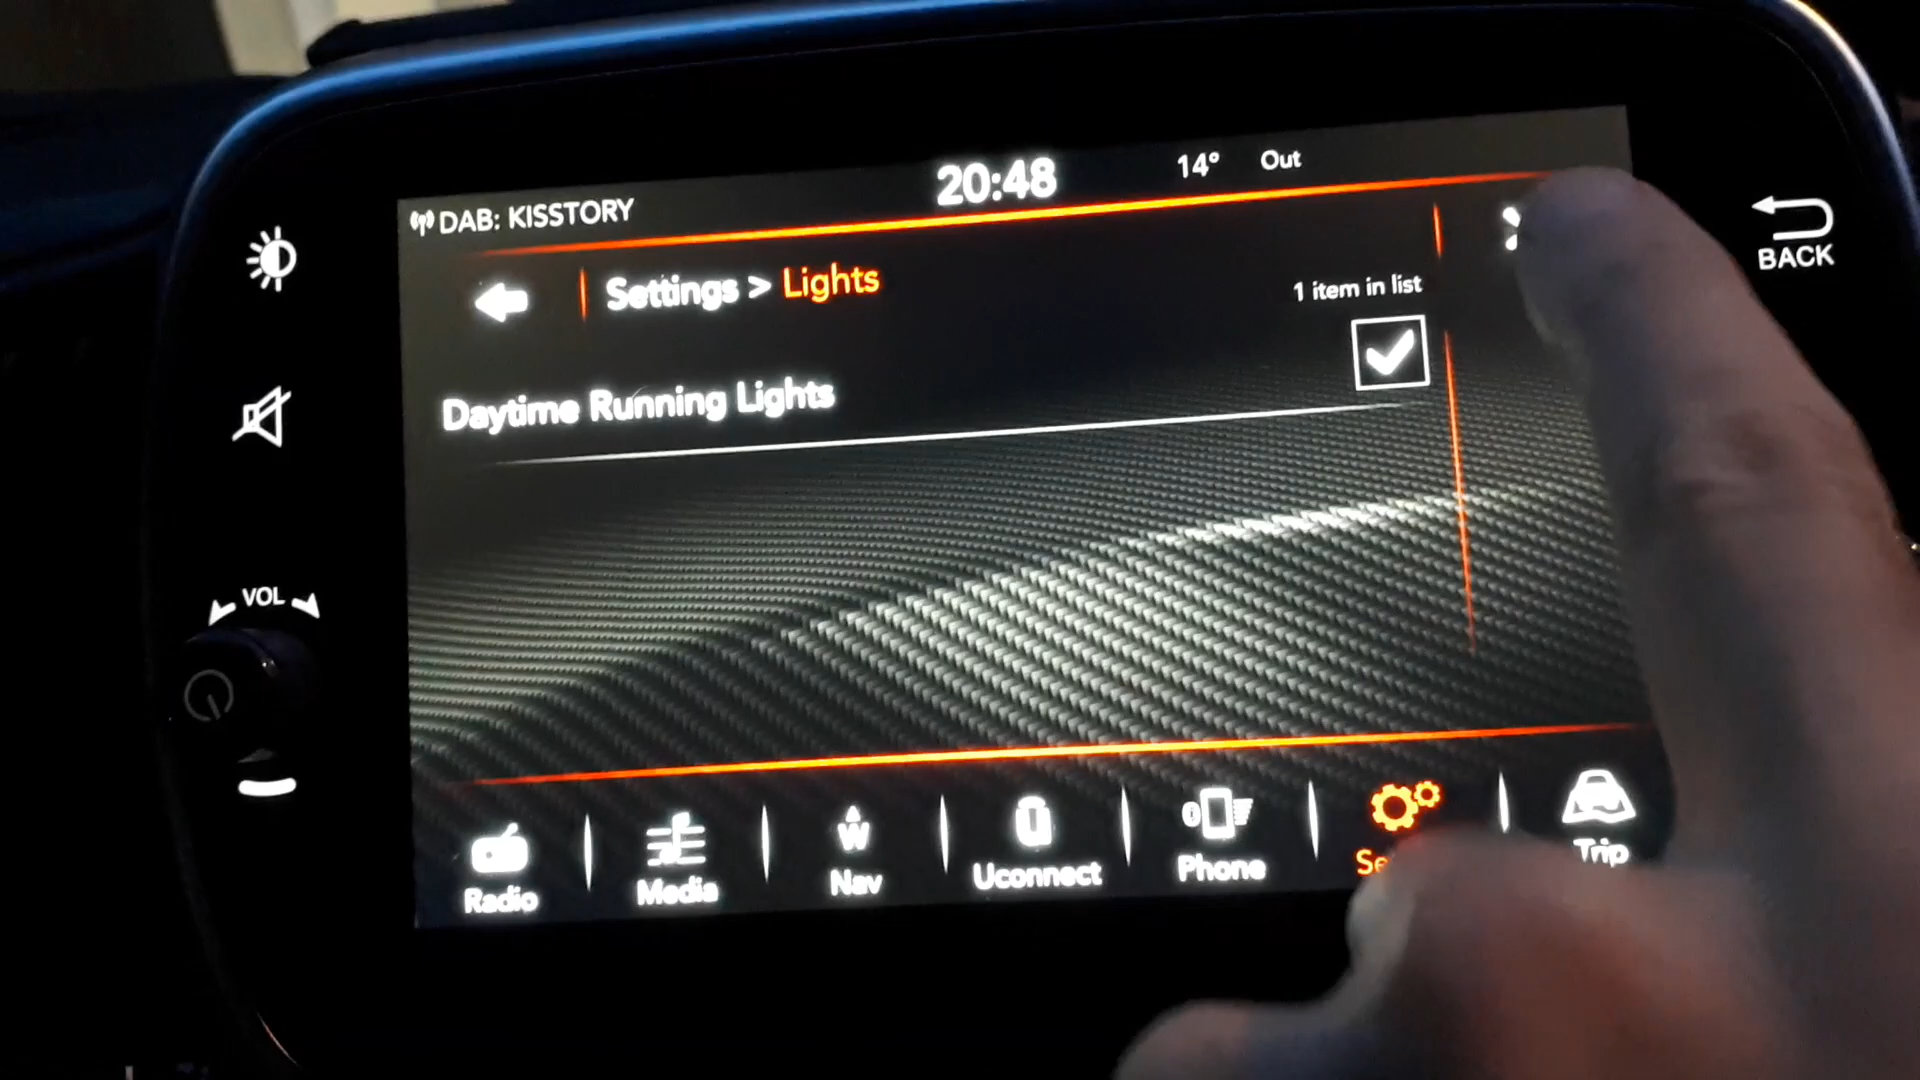 DAB: KISSTORY
20:48
14° Out
BACK
Settings > Lights
1 item in list
Daytime Running Lights
VOL
Radio
Media
Nav
Uconnect
Phone
Trip